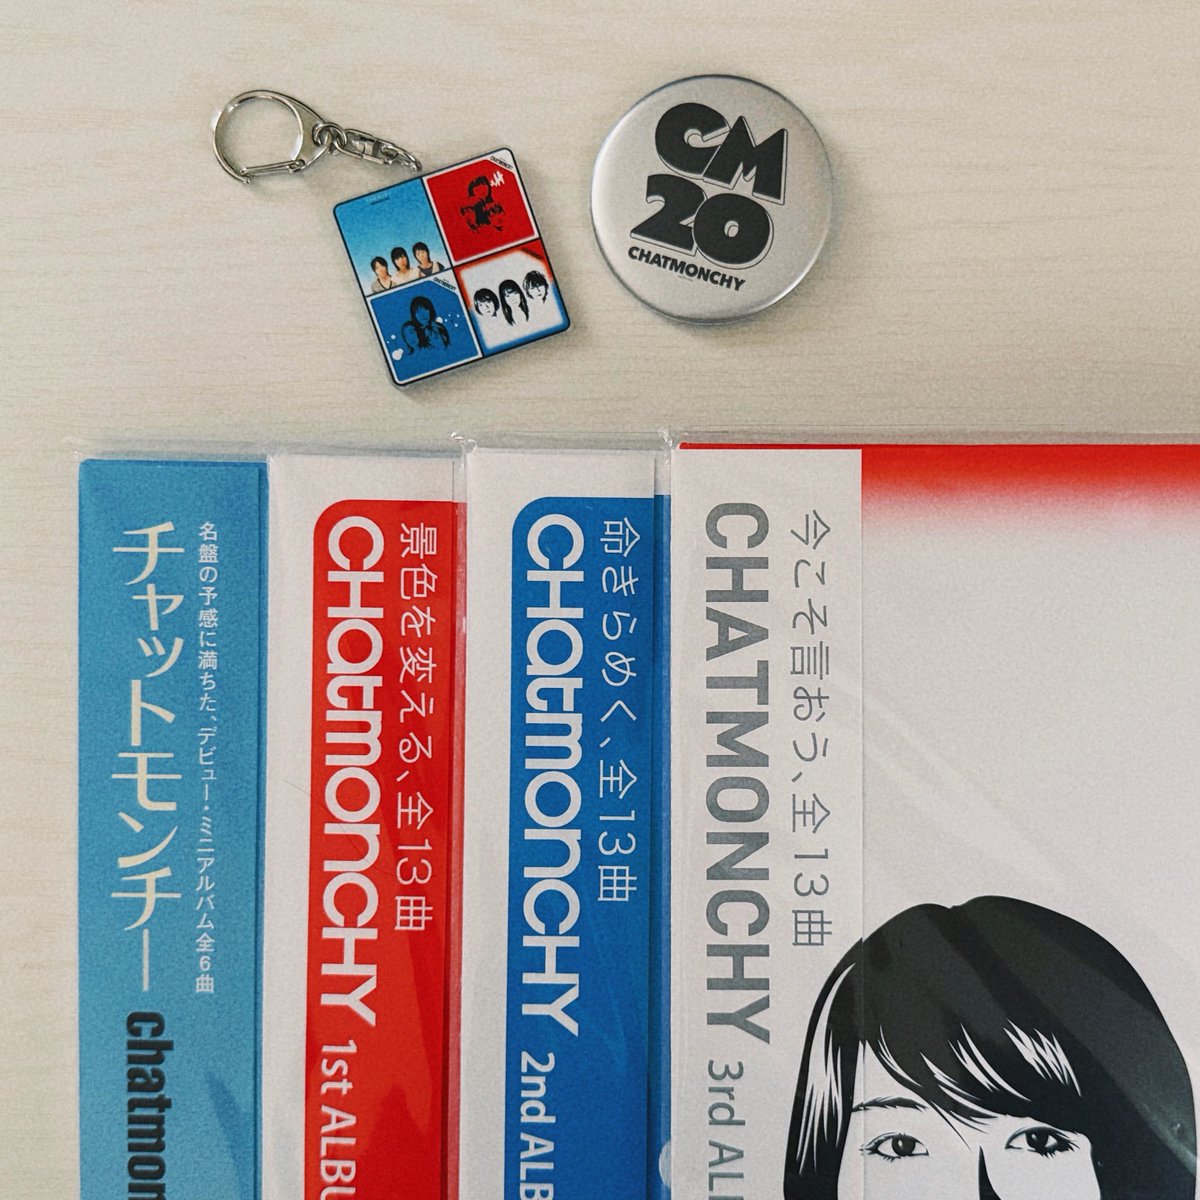 CM
20
CHATMONCHY
名盤の予感に満ちた、デビュー・ミニアルバム全6曲
チャットモンチー chatmon
景色を変える、全13曲
CHatmonCHY 1st ALBU
命きらめく、全13曲
CHatmonCHY 2nd ALB
今こそ言おう、全13曲
CHATMONCHY 3rd AL